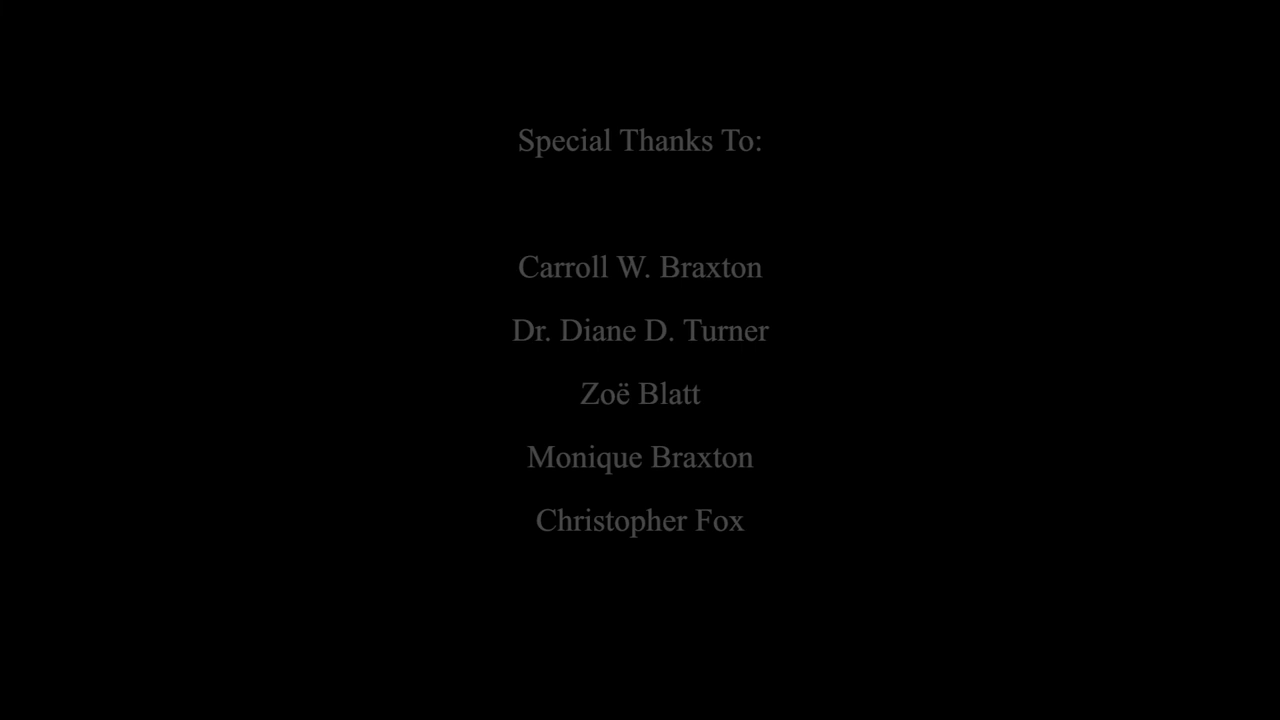 Special Thanks To:
Carroll W. Braxton
Dr. Diane D. Turner
Zoë Blatt
Monique Braxton
Christopher Fox